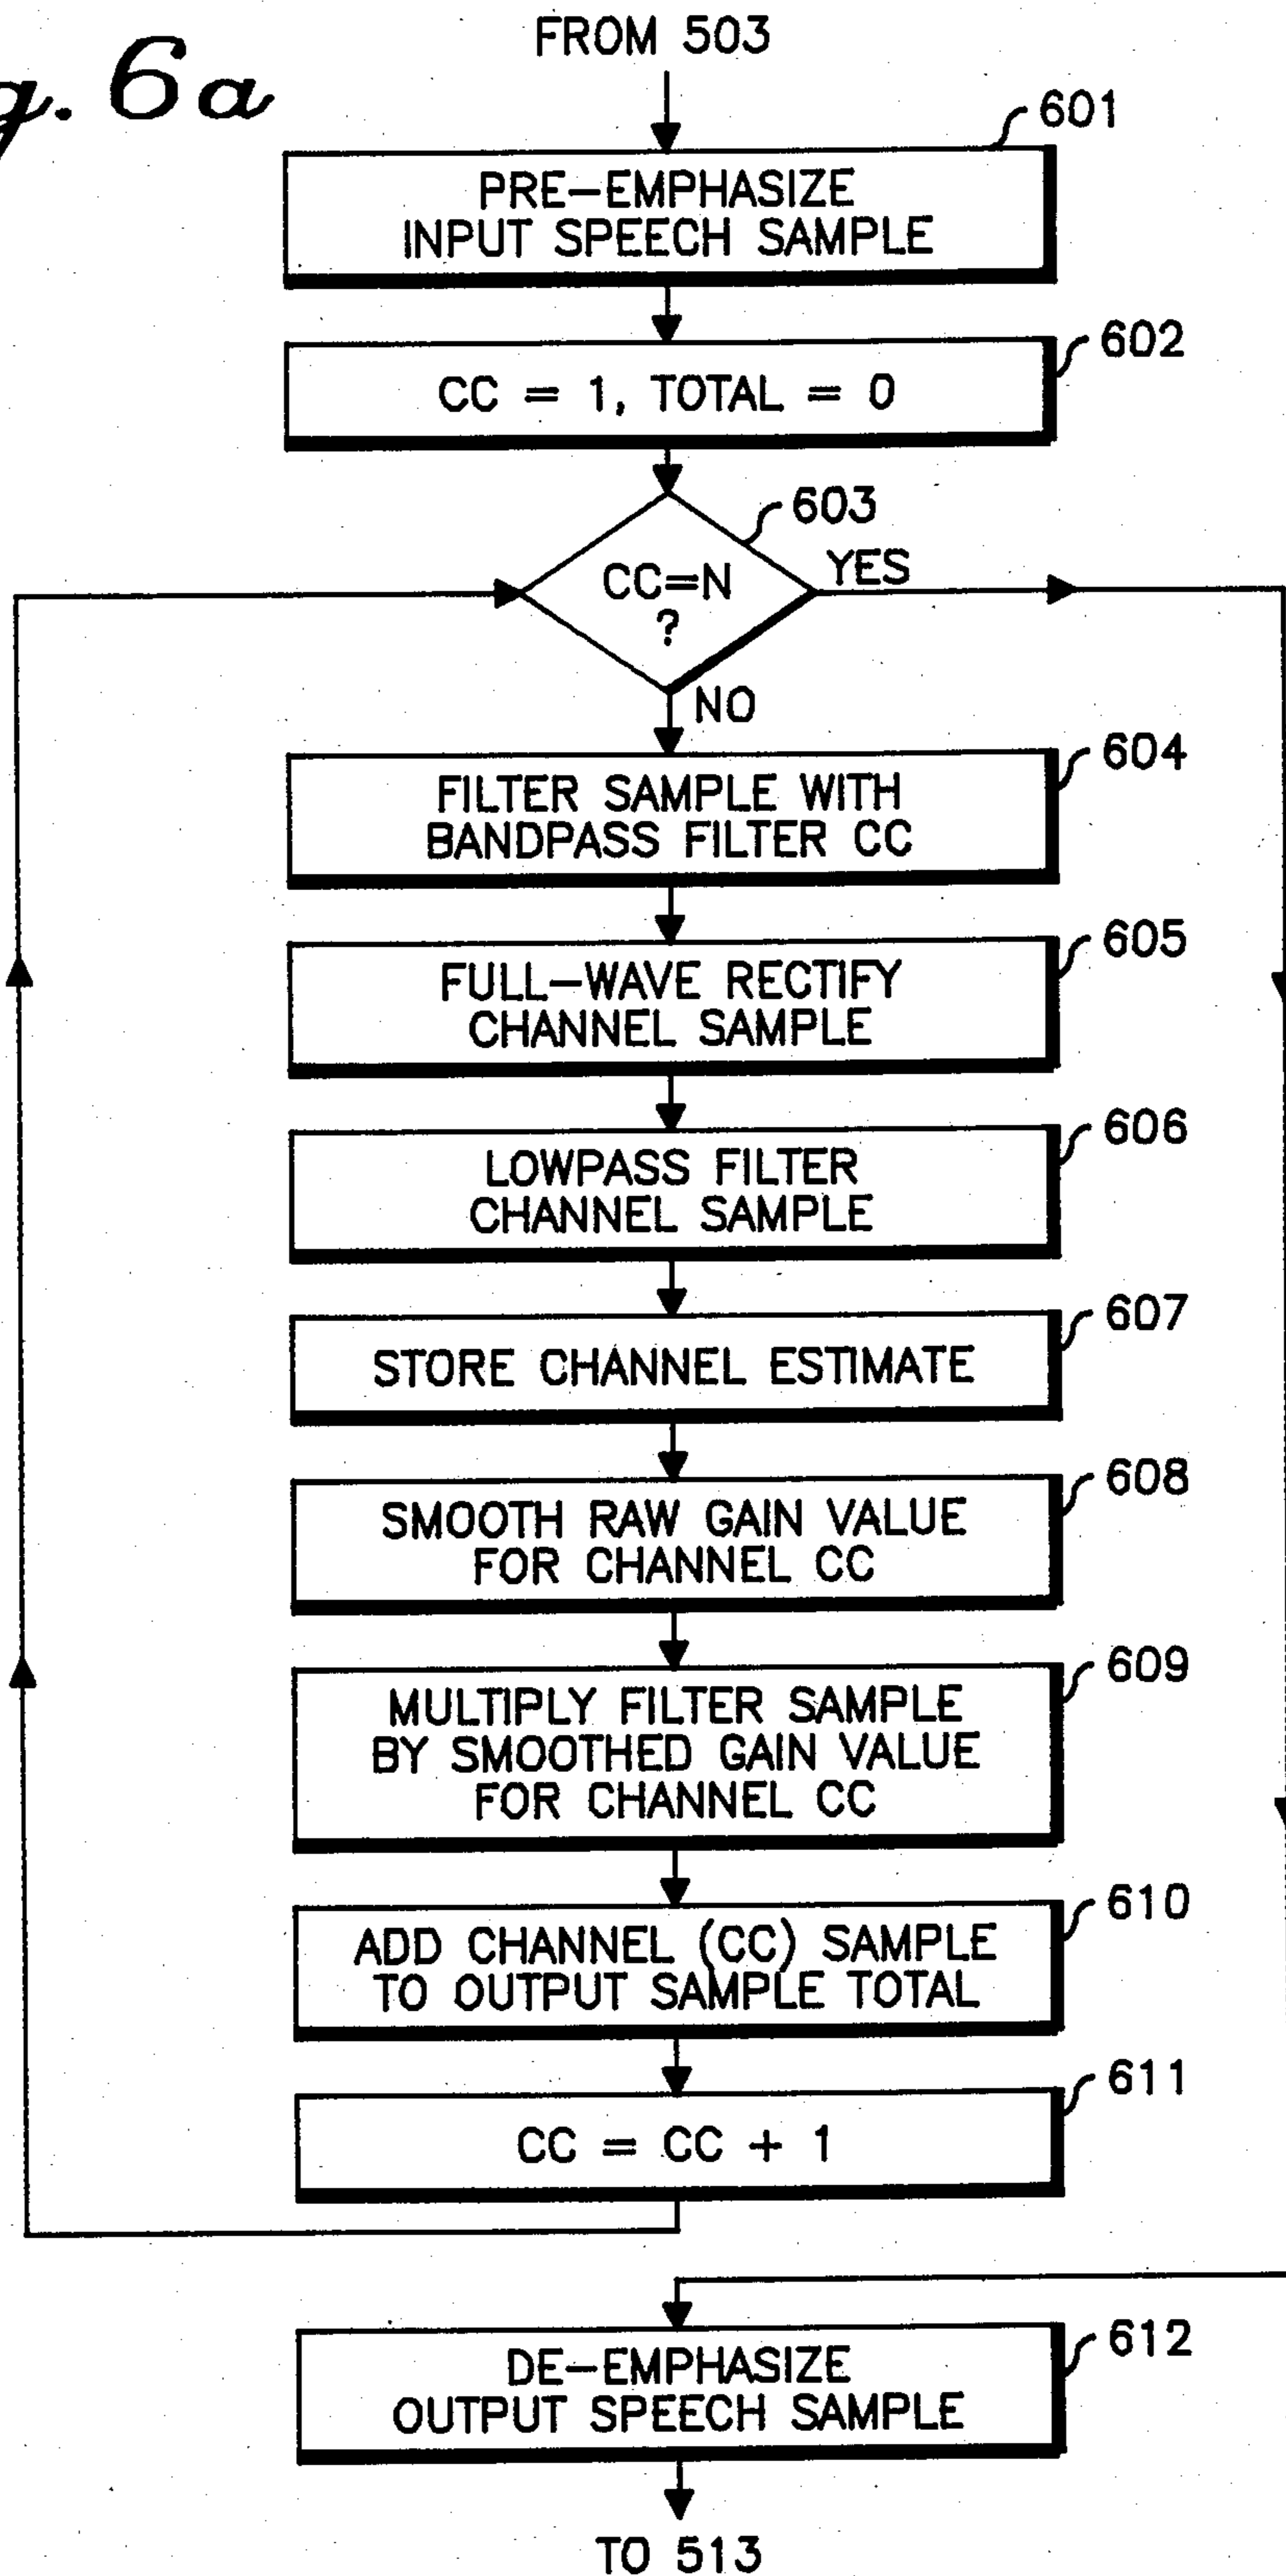 g. 6a
FROM 503
601
PRE-EMPHASIZE
INPUT SPEECH SAMPLE
602
CC = 1, TOTAL = 0
603
CC=N
?
YES
NO
604
FILTER SAMPLE WITH
BANDPASS FILTER CC
605
FULL-WAVE RECTIFY
CHANNEL SAMPLE
606
LOWPASS FILTER
CHANNEL SAMPLE
607
STORE CHANNEL ESTIMATE
608
SMOOTH RAW GAIN VALUE
FOR CHANNEL CC
609
MULTIPLY FILTER SAMPLE
BY SMOOTHED GAIN VALUE
FOR CHANNEL CC
610
ADD CHANNEL (CC) SAMPLE
TO OUTPUT SAMPLE TOTAL
611
CC = CC + 1
612
DE-EMPHASIZE
OUTPUT SPEECH SAMPLE
TO 513